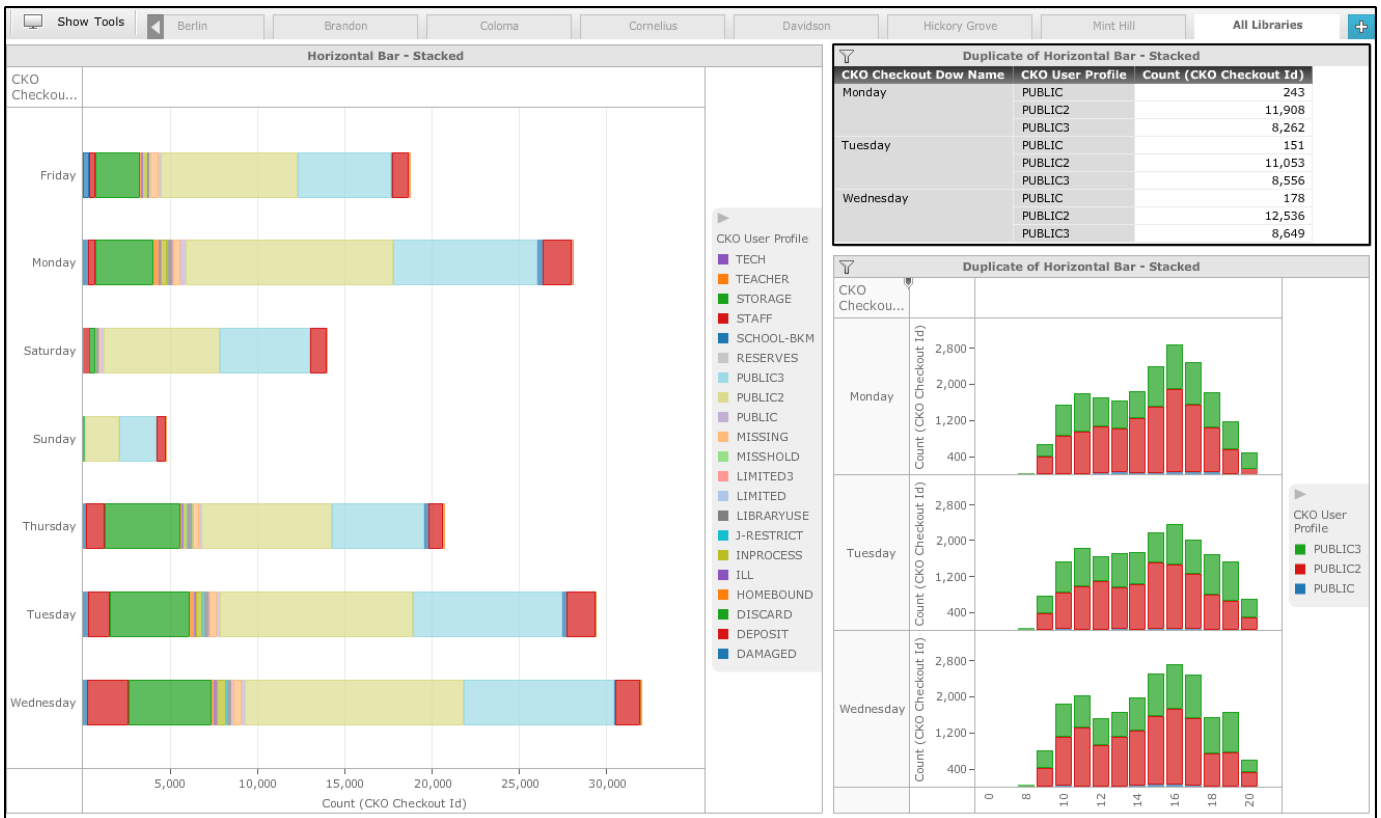 Show Tools
Berlin
Brandon
Coloma
Cornelius
Davidson
Hickory Grove
Mint Hill
All Libraries
+
Horizontal Bar - Stacked
CKO
Checkou...
Friday
Monday
Saturday
Sunday
Thursday
Tuesday
Wednesday
5,000 10,000 15,000 20,000 25,000 30,000
Count (CKO Checkout Id)
CKO User Profile
TECH
TEACHER
STORAGE
STAFF
SCHOOL-BKM
RESERVES
PUBLIC3
PUBLIC2
PUBLIC
MISSING
MISSHOLD
LIMITED3
LIMITED
LIBRARYUSE
J-RESTRICT
INPROCESS
ILL
HOMEBOUND
DISCARD
DEPOSIT
DAMAGED
Duplicate of Horizontal Bar - Stacked
CKO Checkout Dow Name CKO User Profile Count (CKO Checkout Id)
Monday PUBLIC 243
PUBLIC2 11,908
PUBLIC3 8,262
Tuesday PUBLIC 151
PUBLIC2 11,053
PUBLIC3 8,556
Wednesday PUBLIC 178
PUBLIC2 12,536
PUBLIC3 8,649
Duplicate of Horizontal Bar - Stacked
CKO
Checkou...
Monday
Count (CKO Checkout Id)
2,800
2,000
1,200
400
Tuesday
Count (CKO Checkout Id)
2,800
2,000
1,200
400
Wednesday
Count (CKO Checkout Id)
2,800
2,000
1,200
400
0 8 10 12 14 16 18 20
CKO User
Profile
PUBLIC3
PUBLIC2
PUBLIC